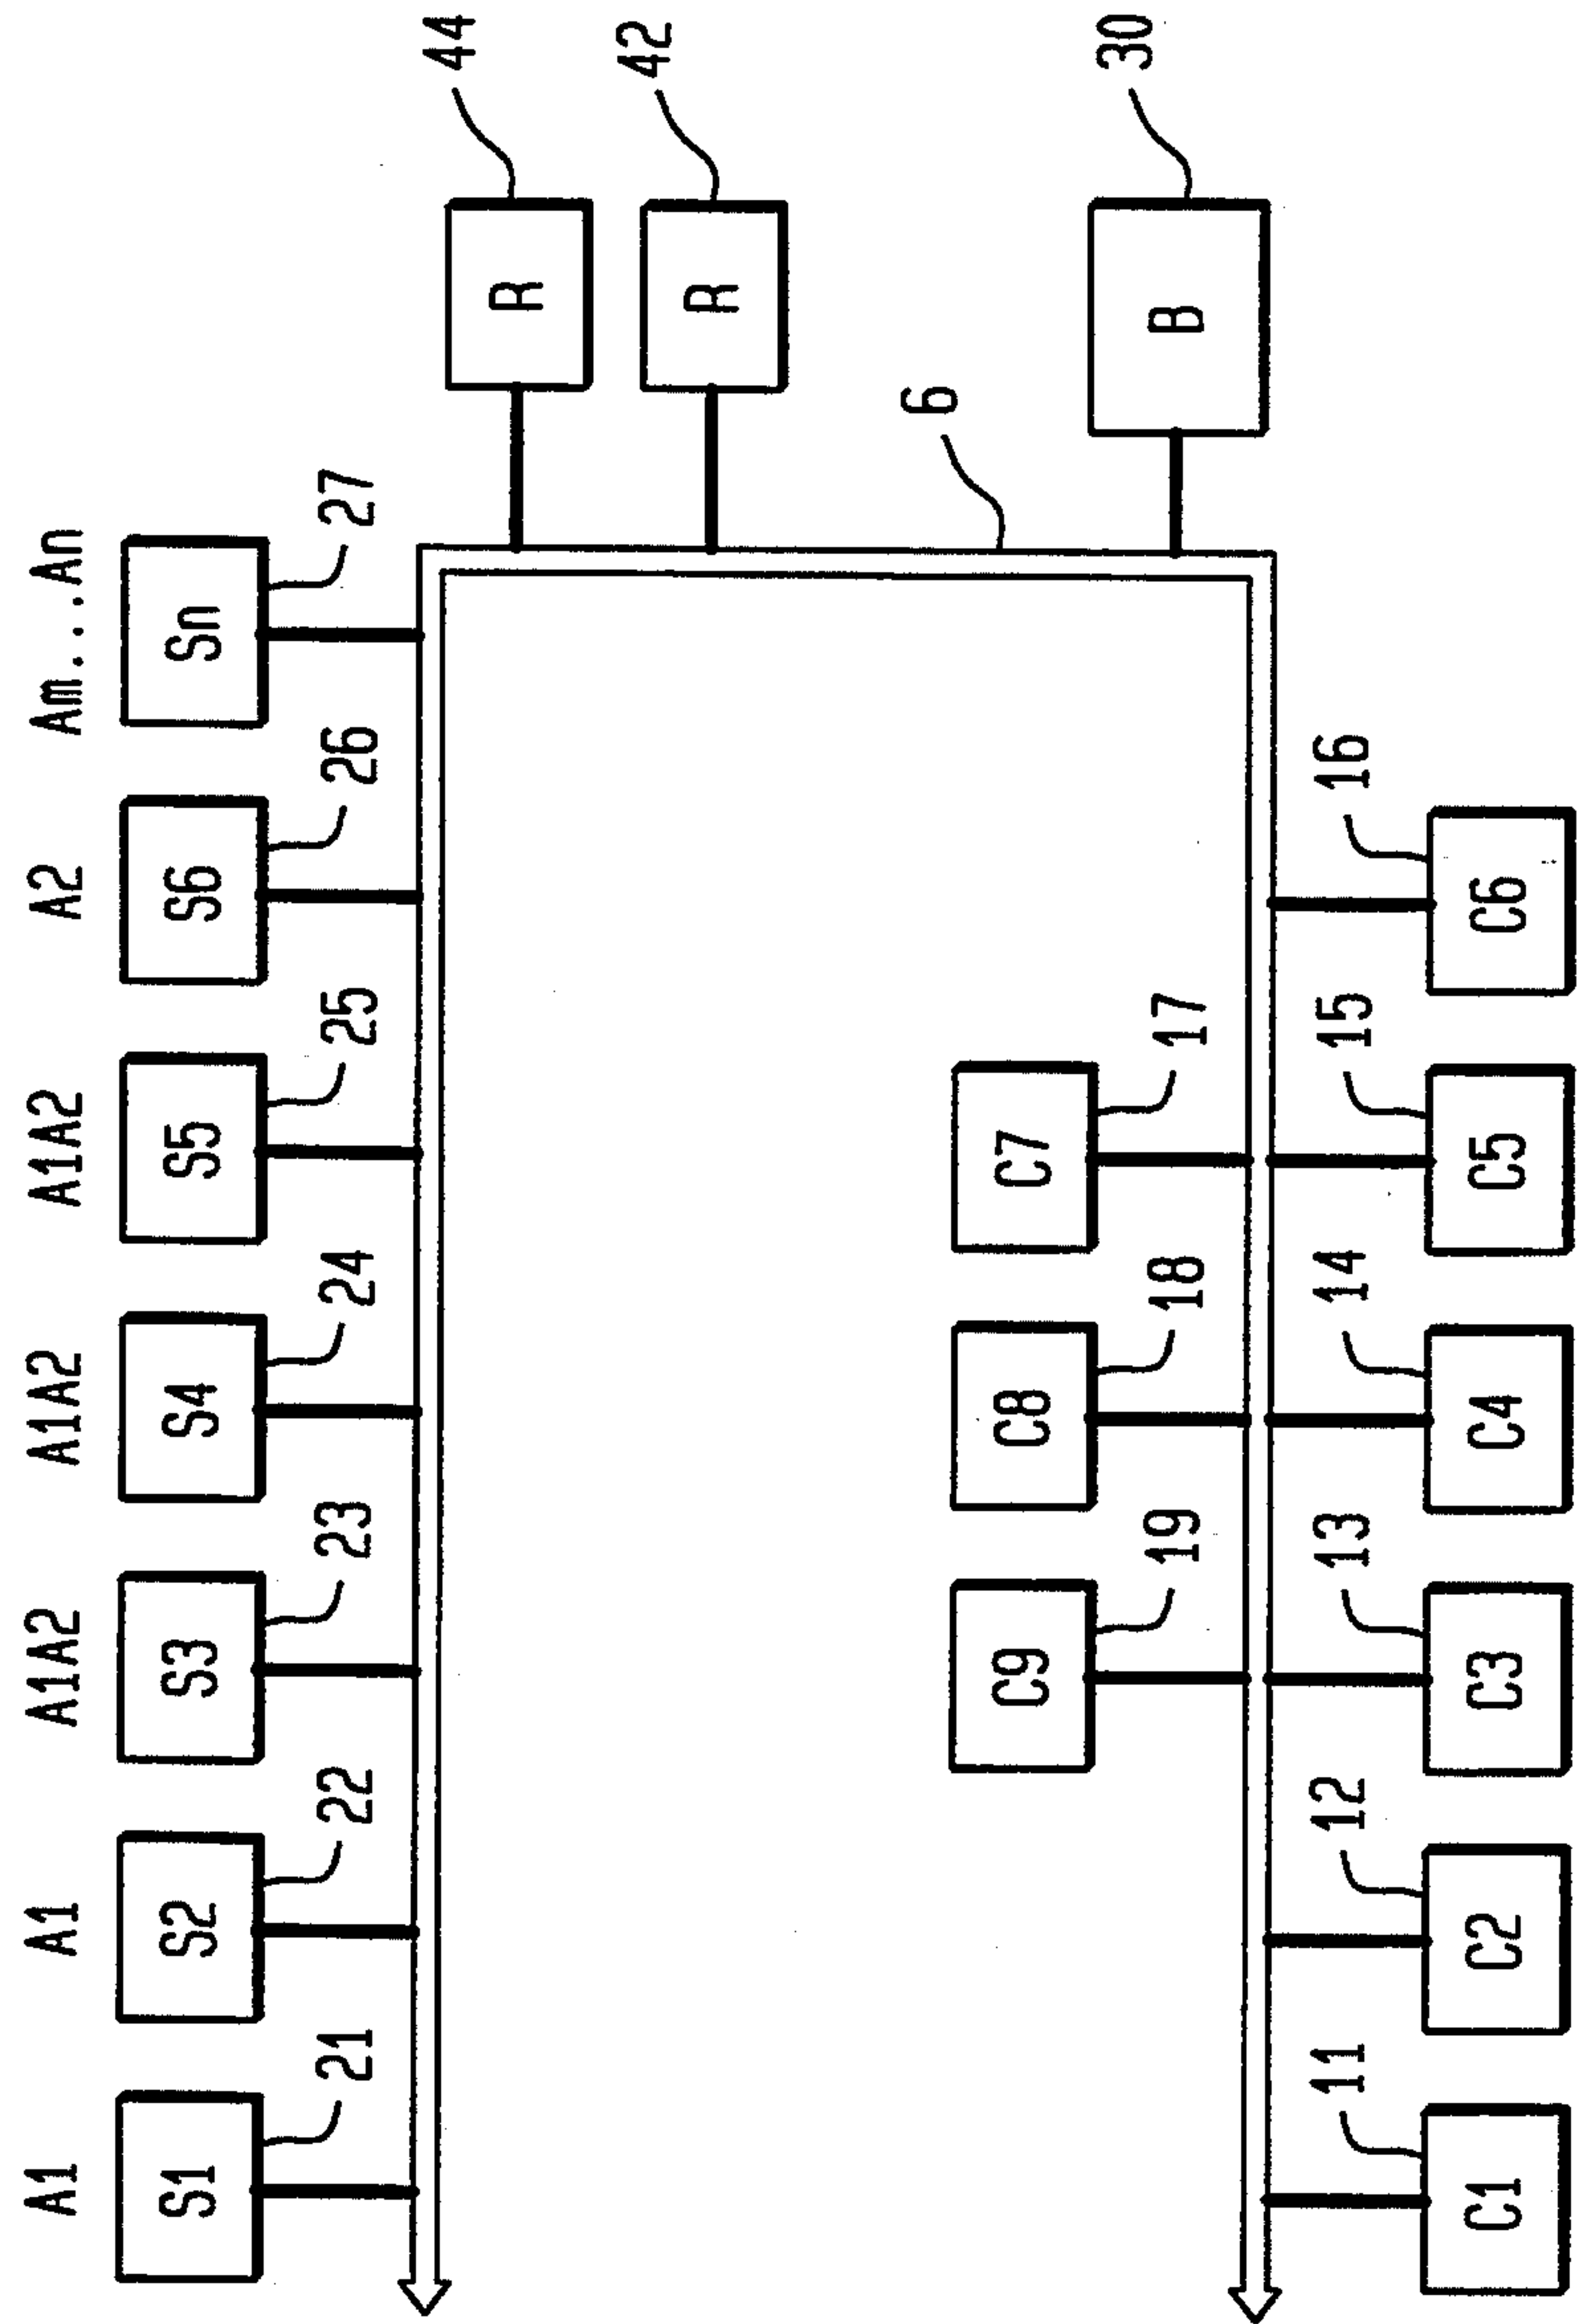 A1 A1 A1A2 A1A2 A1A2 A2 Am...An
S1 S2 S3 S4 S5 S6 Sn
21 22 23 24 25 26 27
R 44
R 42
6
C9 C8 C7
19 18 17
B 30
11 12 13 14 15 16
C1 C2 C3 C4 C5 C6